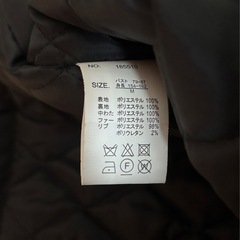 NO. 185510
SIZE. バスト 79-87
身長 154-162
M
表地 ポリエステル 100%
裏地 ポリエステル 100%
中わた ポリエステル 100%
ファー ポリエステル 100%
リブ ポリエステル 98%
ポリウレタン 2%